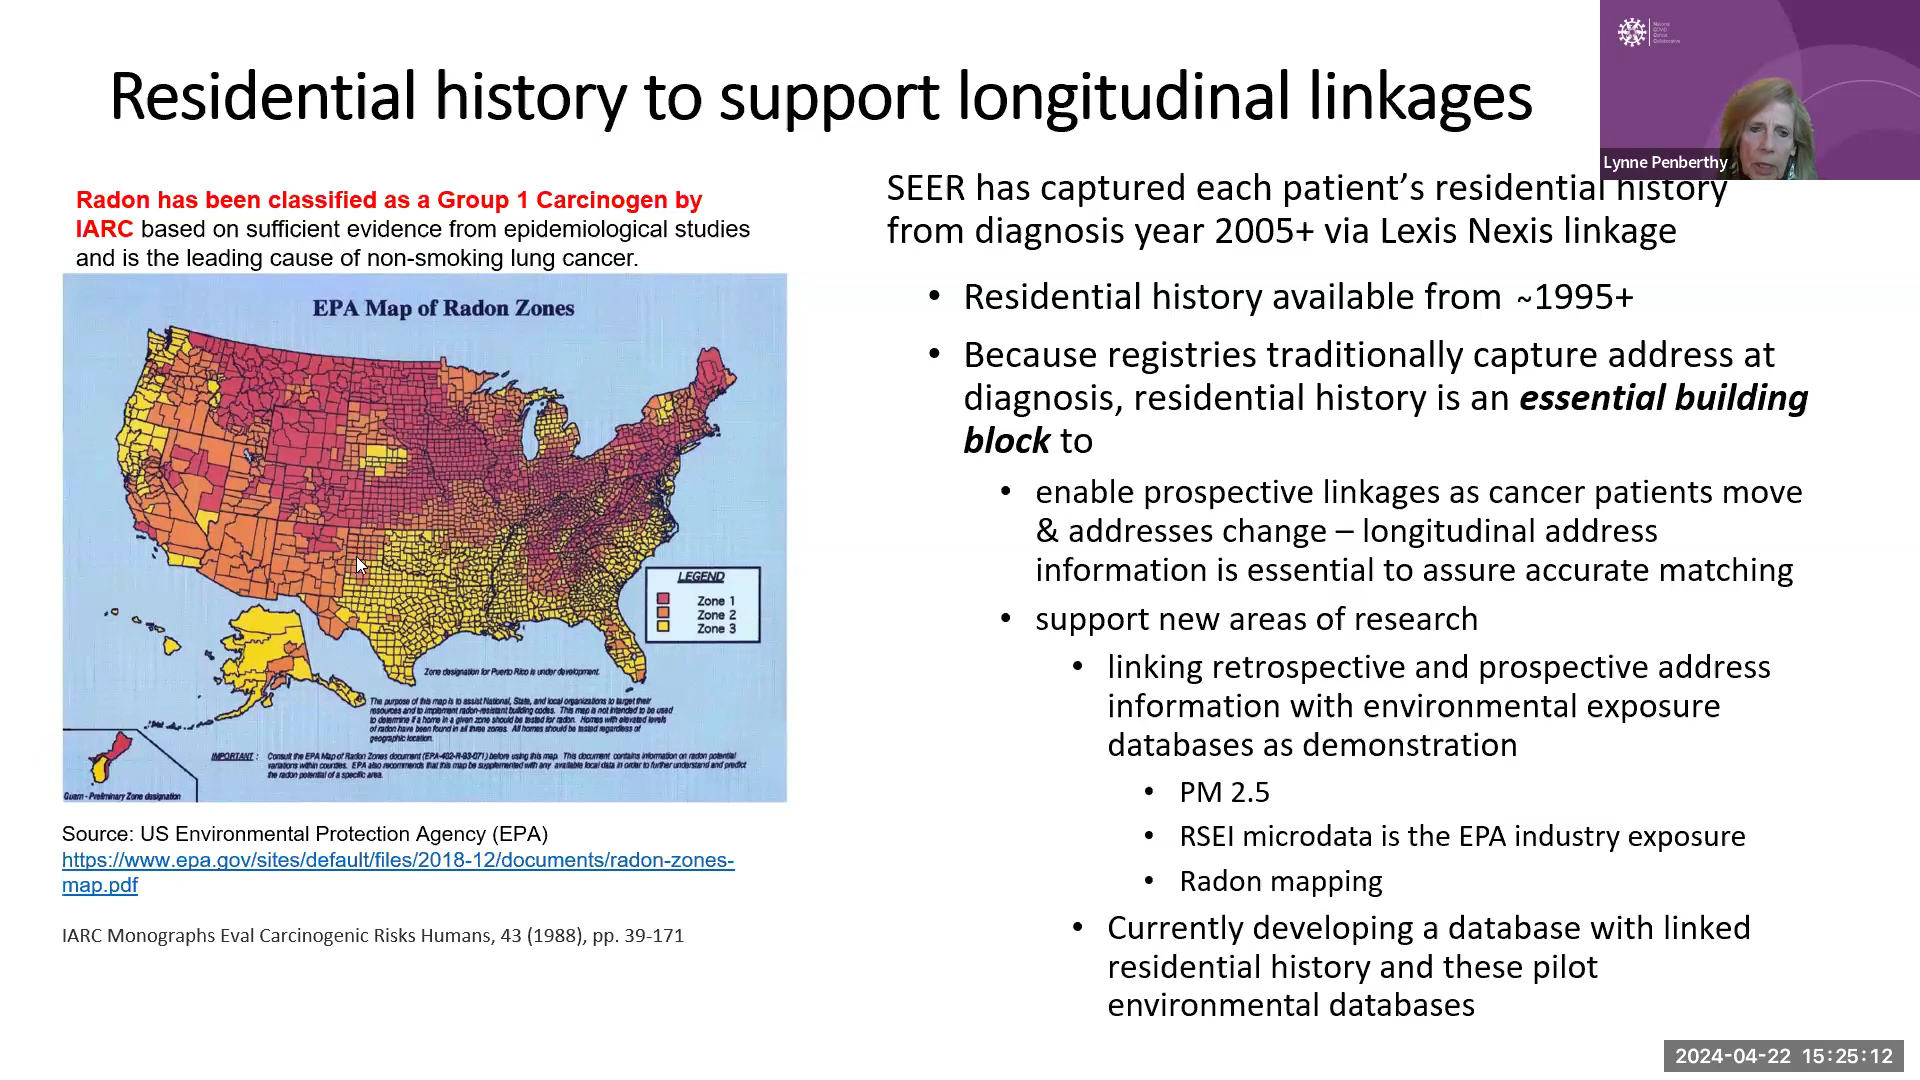 Residential history to support longitudinal linkages
National
COVID
Cancer
Collaborative
Lynne Penberthy
Radon has been classified as a Group 1 Carcinogen by
IARC based on sufficient evidence from epidemiological studies
and is the leading cause of non-smoking lung cancer.
EPA Map of Radon Zones
LEGEND
Zone 1
Zone 2
Zone 3
Zone designation for Puerto Rico is under development.
The purpose of this map is to assist National, State, and local organizations to target their
resources and to implement radon-resistant building codes. This map is not intended to be used
to determine if a home in a given zone should be tested for radon. Homes with elevated levels
of radon have been found in all three zones. All homes should be tested regardless of
geographic location.
IMPORTANT : Consult the EPA Map of Radon Zones document (EPA-402-R-93-071) before using this map. This document contains information on radon potential
variations within counties. EPA also recommends that this map be supplemented with any available local data in order to further understand and predict
the radon potential of a specific area.
Guam - Preliminary Zone designation
Source: US Environmental Protection Agency (EPA)
https://www.epa.gov/sites/default/files/2018-12/documents/radon-zones-
map.pdf
IARC Monographs Eval Carcinogenic Risks Humans, 43 (1988), pp. 39-171
SEER has captured each patient’s residential history
from diagnosis year 2005+ via Lexis Nexis linkage
• Residential history available from ~1995+
• Because registries traditionally capture address at
diagnosis, residential history is an essential building
block to
• enable prospective linkages as cancer patients move
& addresses change – longitudinal address
information is essential to assure accurate matching
• support new areas of research
• linking retrospective and prospective address
information with environmental exposure
databases as demonstration
• PM 2.5
• RSEI microdata is the EPA industry exposure
• Radon mapping
• Currently developing a database with linked
residential history and these pilot
environmental databases
2024-04-22 15:25:12